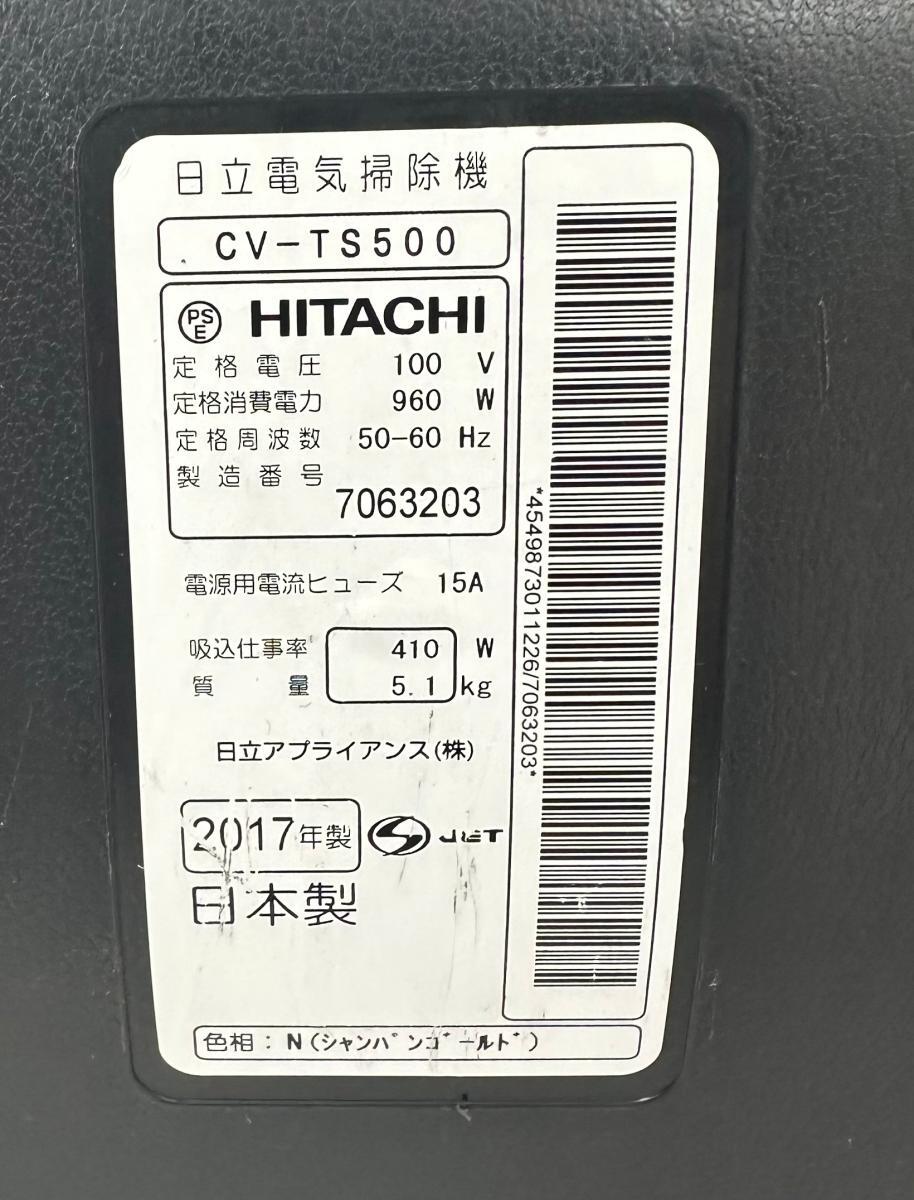 日立電気掃除機
CV-TS500
PSE HITACHI
定格電圧 100 V
定格消費電力 960 W
定格周波数 50-60 Hz
製造番号
7063203
電源用電流ヒューズ 15A
吸込仕事率 410 W
質量 5.1 kg
日立アプライアンス(株)
2017年製 S JET
日本製
色相：N(シャンパンゴールド)
*4549873011226/7063203*